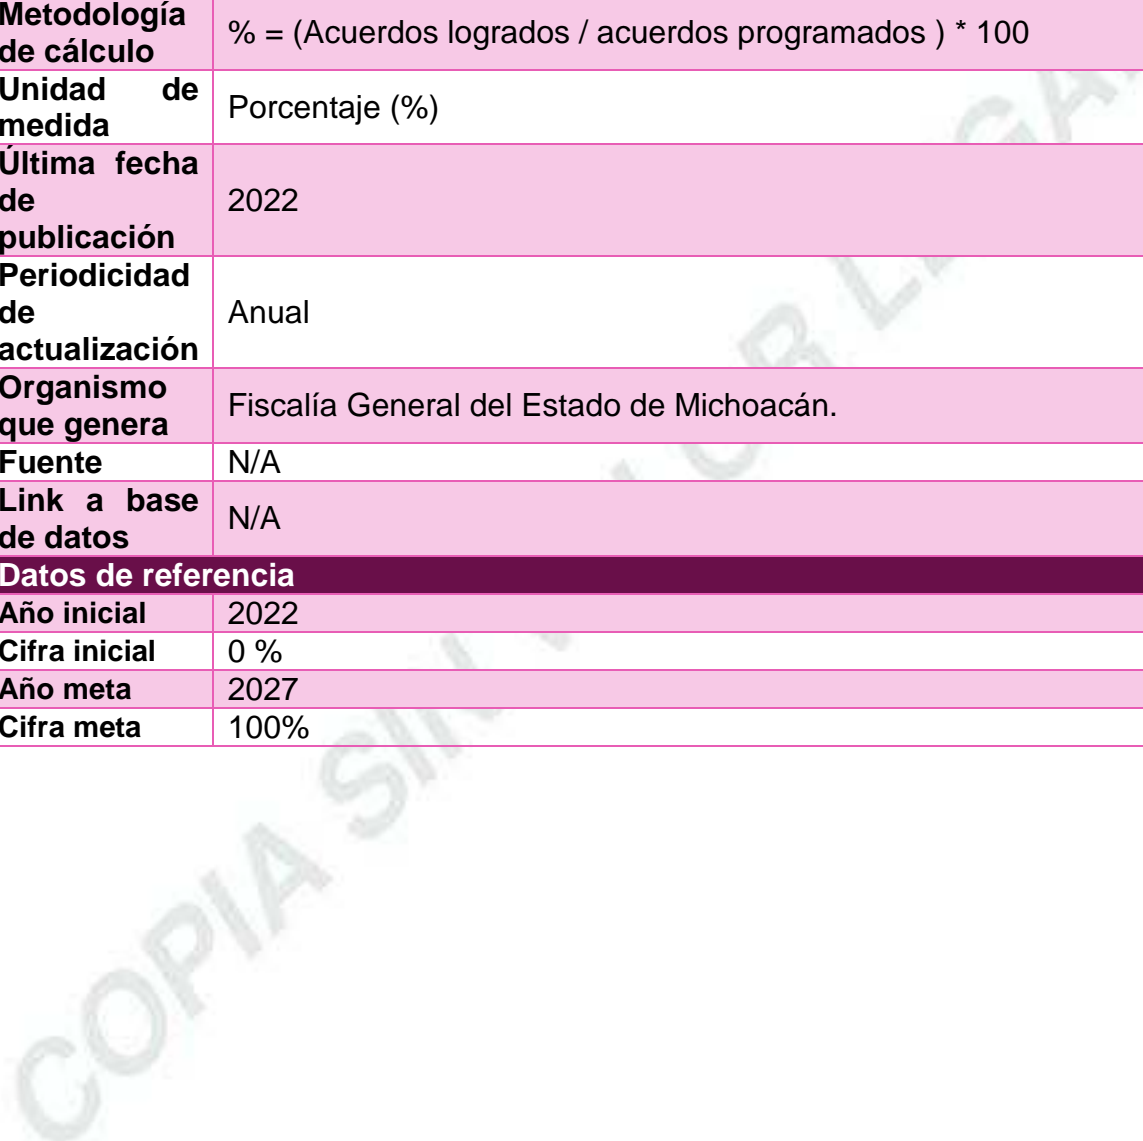 Metodología
de cálculo
% = (Acuerdos logrados / acuerdos programados ) * 100
Unidad de
medida
Porcentaje (%)
Última fecha
de
publicación
2022
Periodicidad
de
actualización
Anual
Organismo
que genera
Fiscalía General del Estado de Michoacán.
Fuente
N/A
Link a base
de datos
N/A
Datos de referencia
Año inicial
2022
Cifra inicial
0 %
Año meta
2027
Cifra meta
100%
COPIA SIN